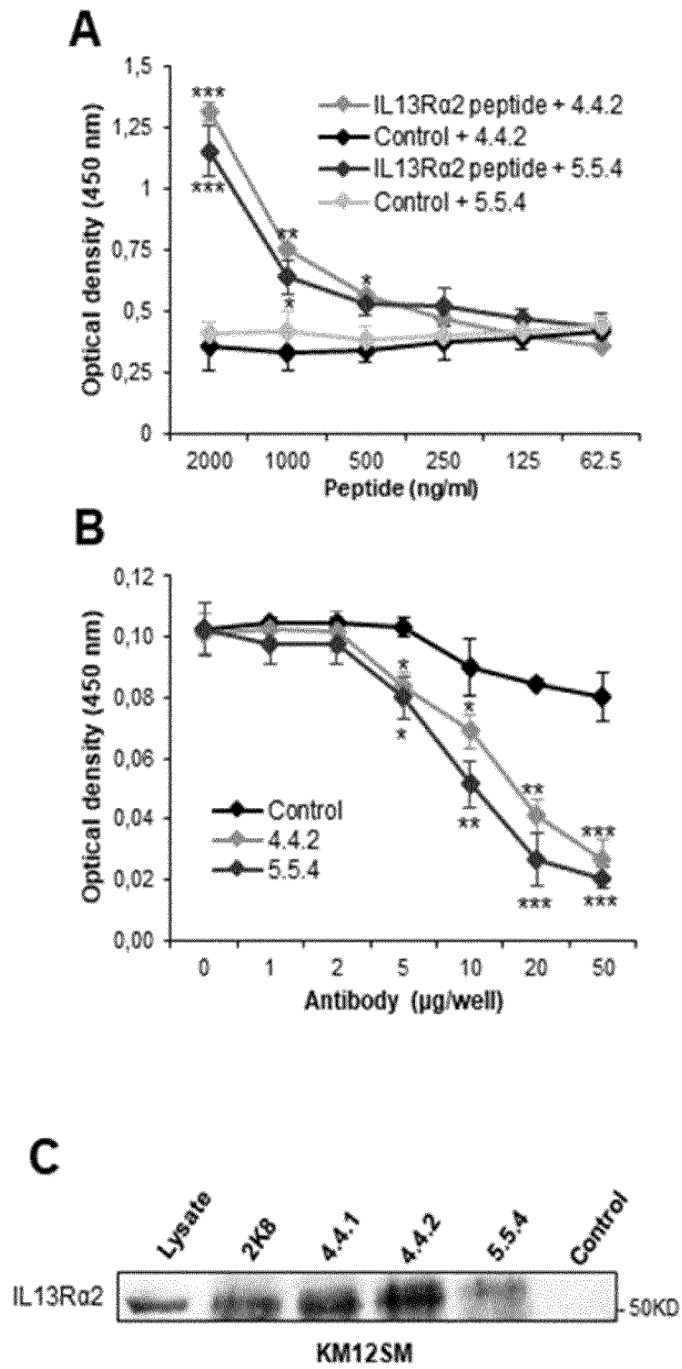 A
Optical density (450 nm)
1,5
1,25
1
0,75
0,5
0,25
0
***
***
**
*
*
IL13Rα2 peptide + 4.4.2
Control + 4.4.2
IL13Rα2 peptide + 5.5.4
Control + 5.5.4
2000 1000 500 250 125 62.5
Peptide (ng/ml)
B
Optical density (450 nm)
0,12
0,10
0,08
0,06
0,04
0,02
0,00
*
*
*
**
**
***
***
***
Control
4.4.2
5.5.4
0 1 2 5 10 20 50
Antibody (µg/well)
C
Lysate 2K8 4.4.1 4.4.2 5.5.4 Control
IL13Rα2 - 50KD
KM12SM